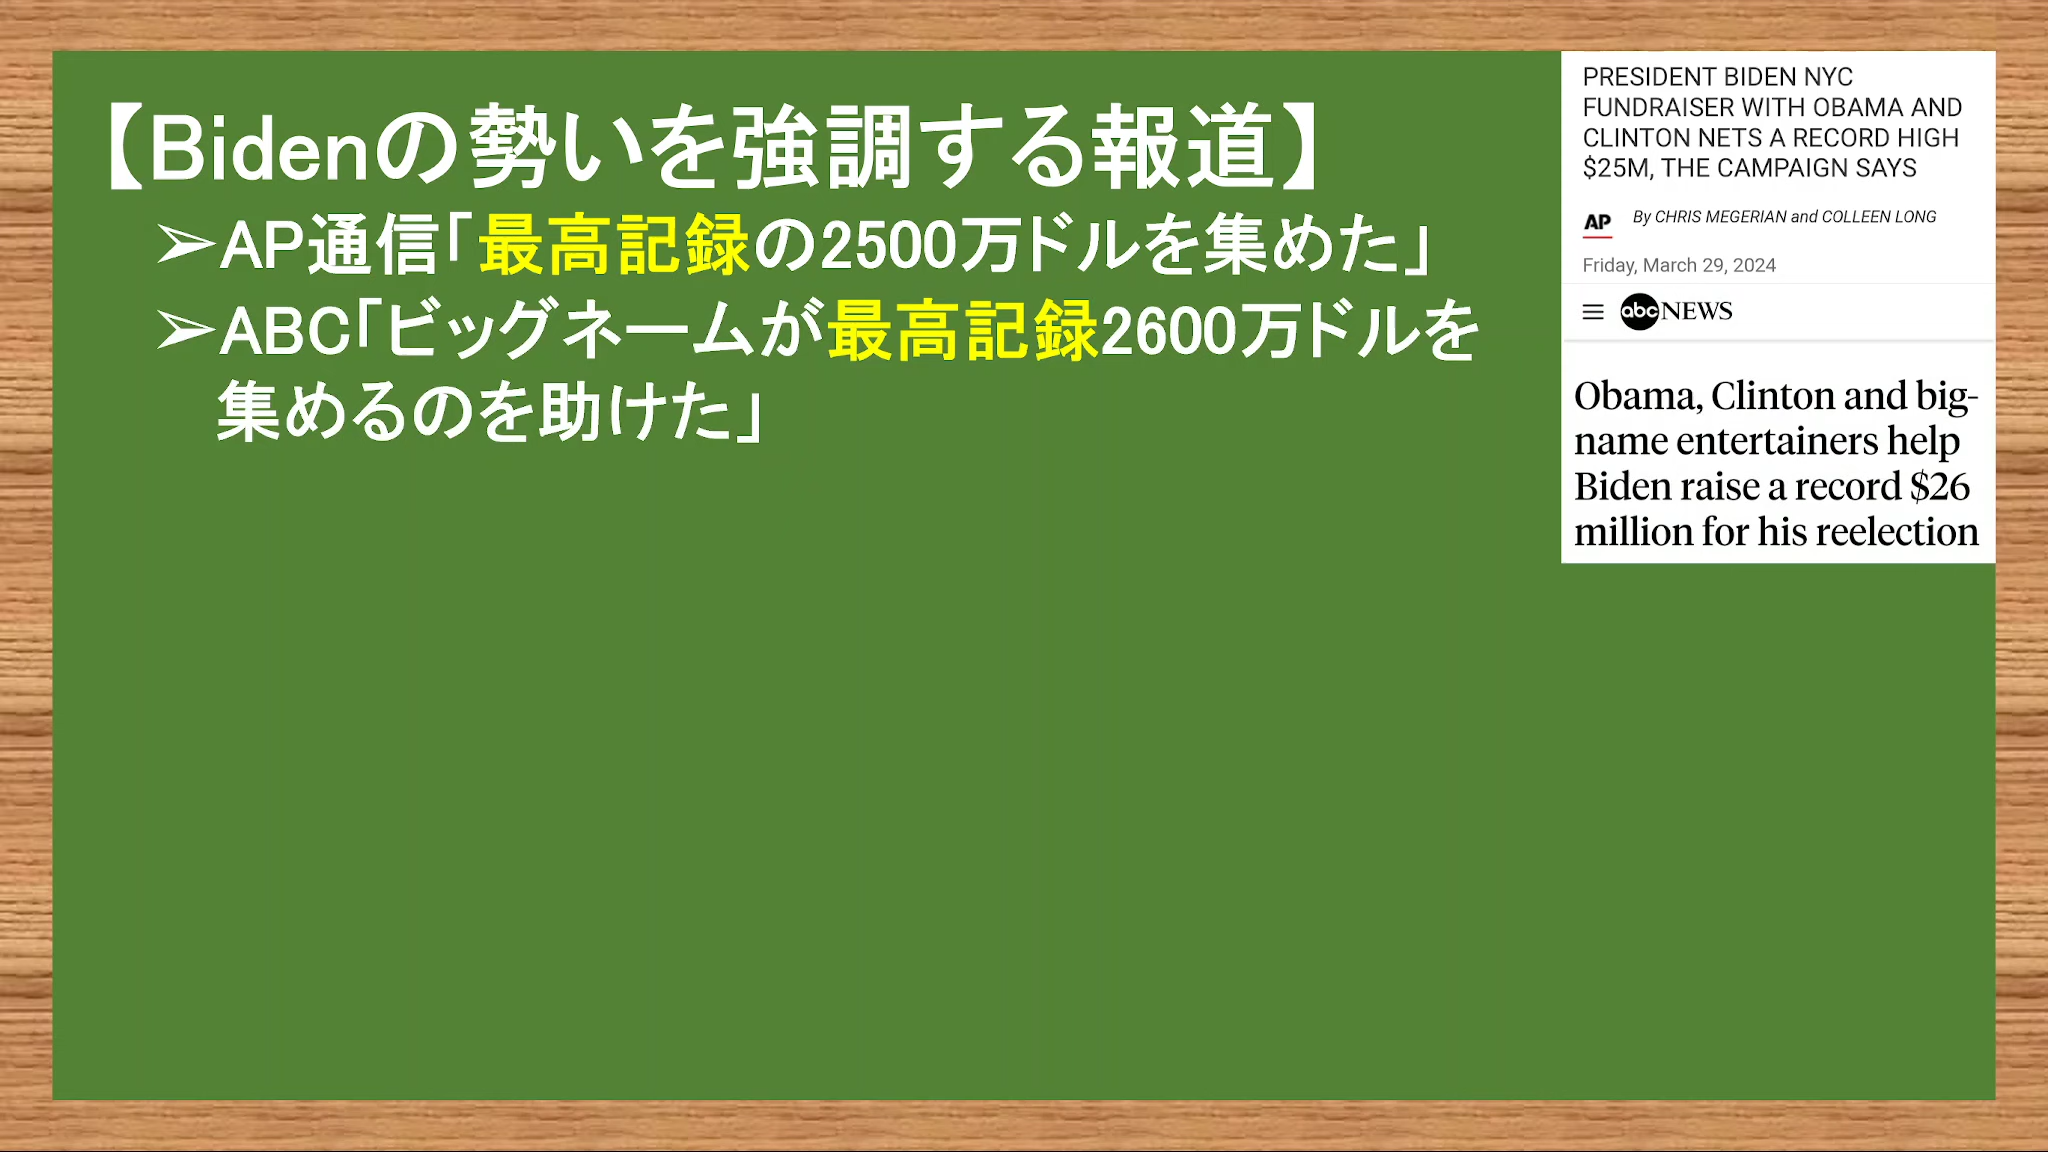 【Bidenの勢いを強調する報道】
➢AP通信「最高記録の2500万ドルを集めた」
➢ABC「ビッグネームが最高記録2600万ドルを
集めるのを助けた」
PRESIDENT BIDEN NYC
FUNDRAISER WITH OBAMA AND
CLINTON NETS A RECORD HIGH
$25M, THE CAMPAIGN SAYS
AP By CHRIS MEGERIAN and COLLEEN LONG
Friday, March 29, 2024
abc NEWS
Obama, Clinton and big-
name entertainers help
Biden raise a record $26
million for his reelection